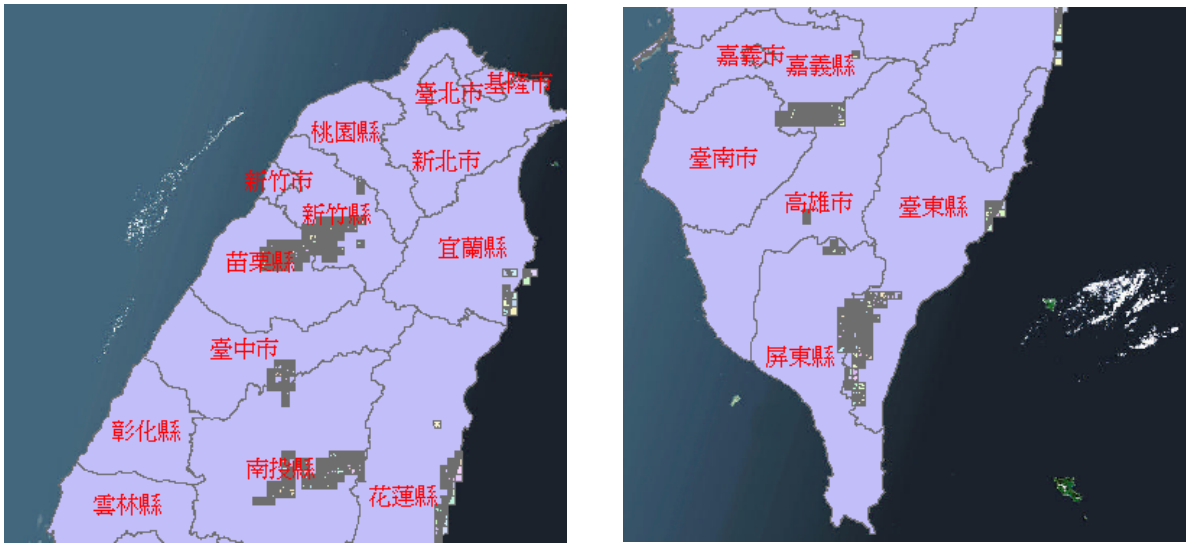 基隆市
臺北市
桃園縣
新北市
新竹市
新竹縣
宜蘭縣
苗栗縣
臺中市
彰化縣
南投縣
花蓮縣
雲林縣
嘉義市
嘉義縣
臺南市
高雄市
臺東縣
屏東縣